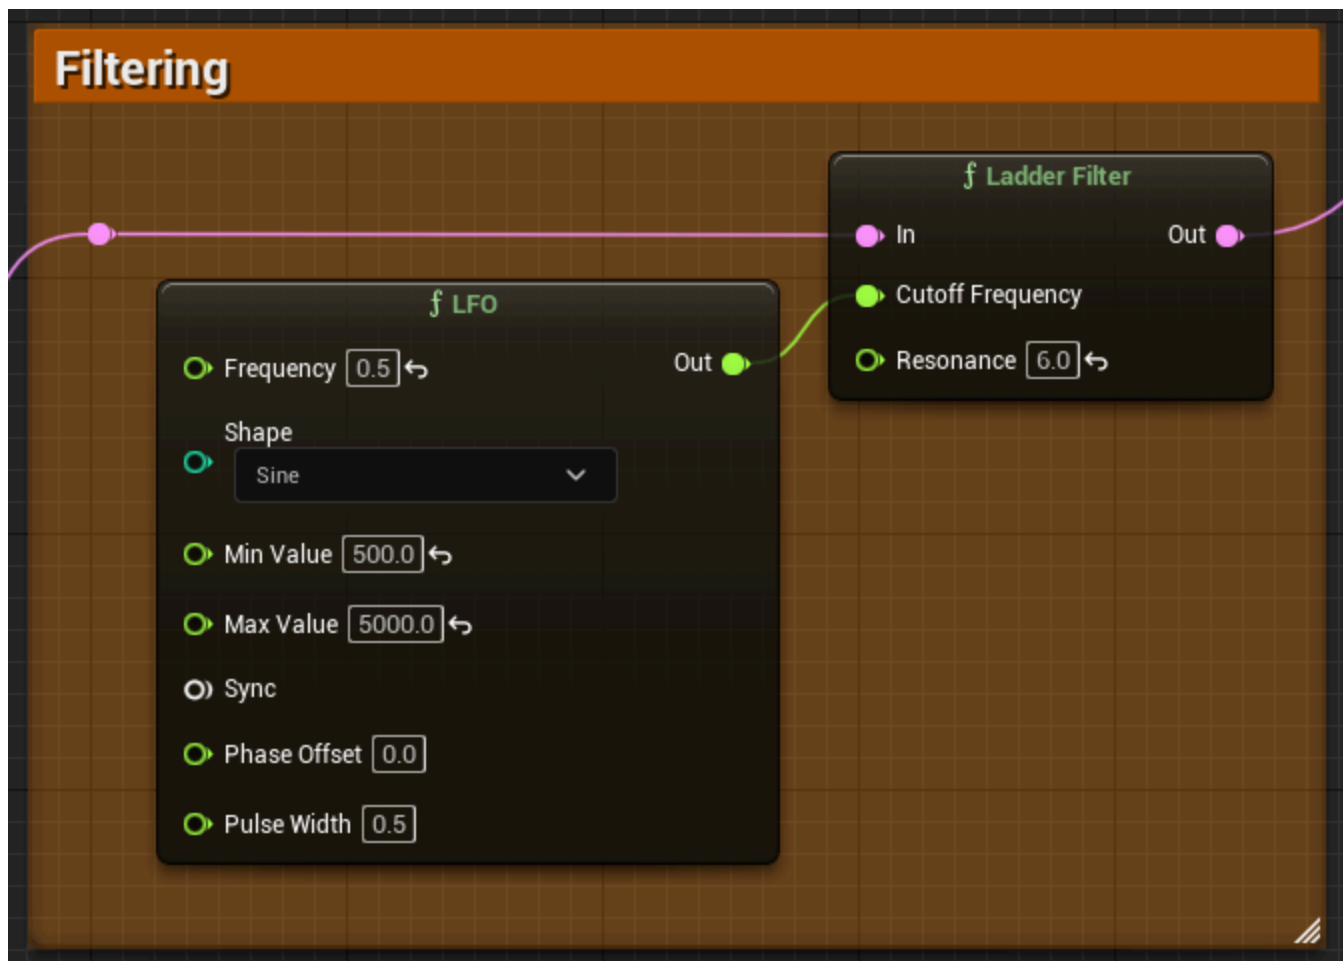 Filtering
ƒ Ladder Filter
In
Out
Cutoff Frequency
Resonance 6.0
ƒ LFO
Frequency 0.5
Out
Shape
Sine
Min Value 500.0
Max Value 5000.0
Sync
Phase Offset 0.0
Pulse Width 0.5